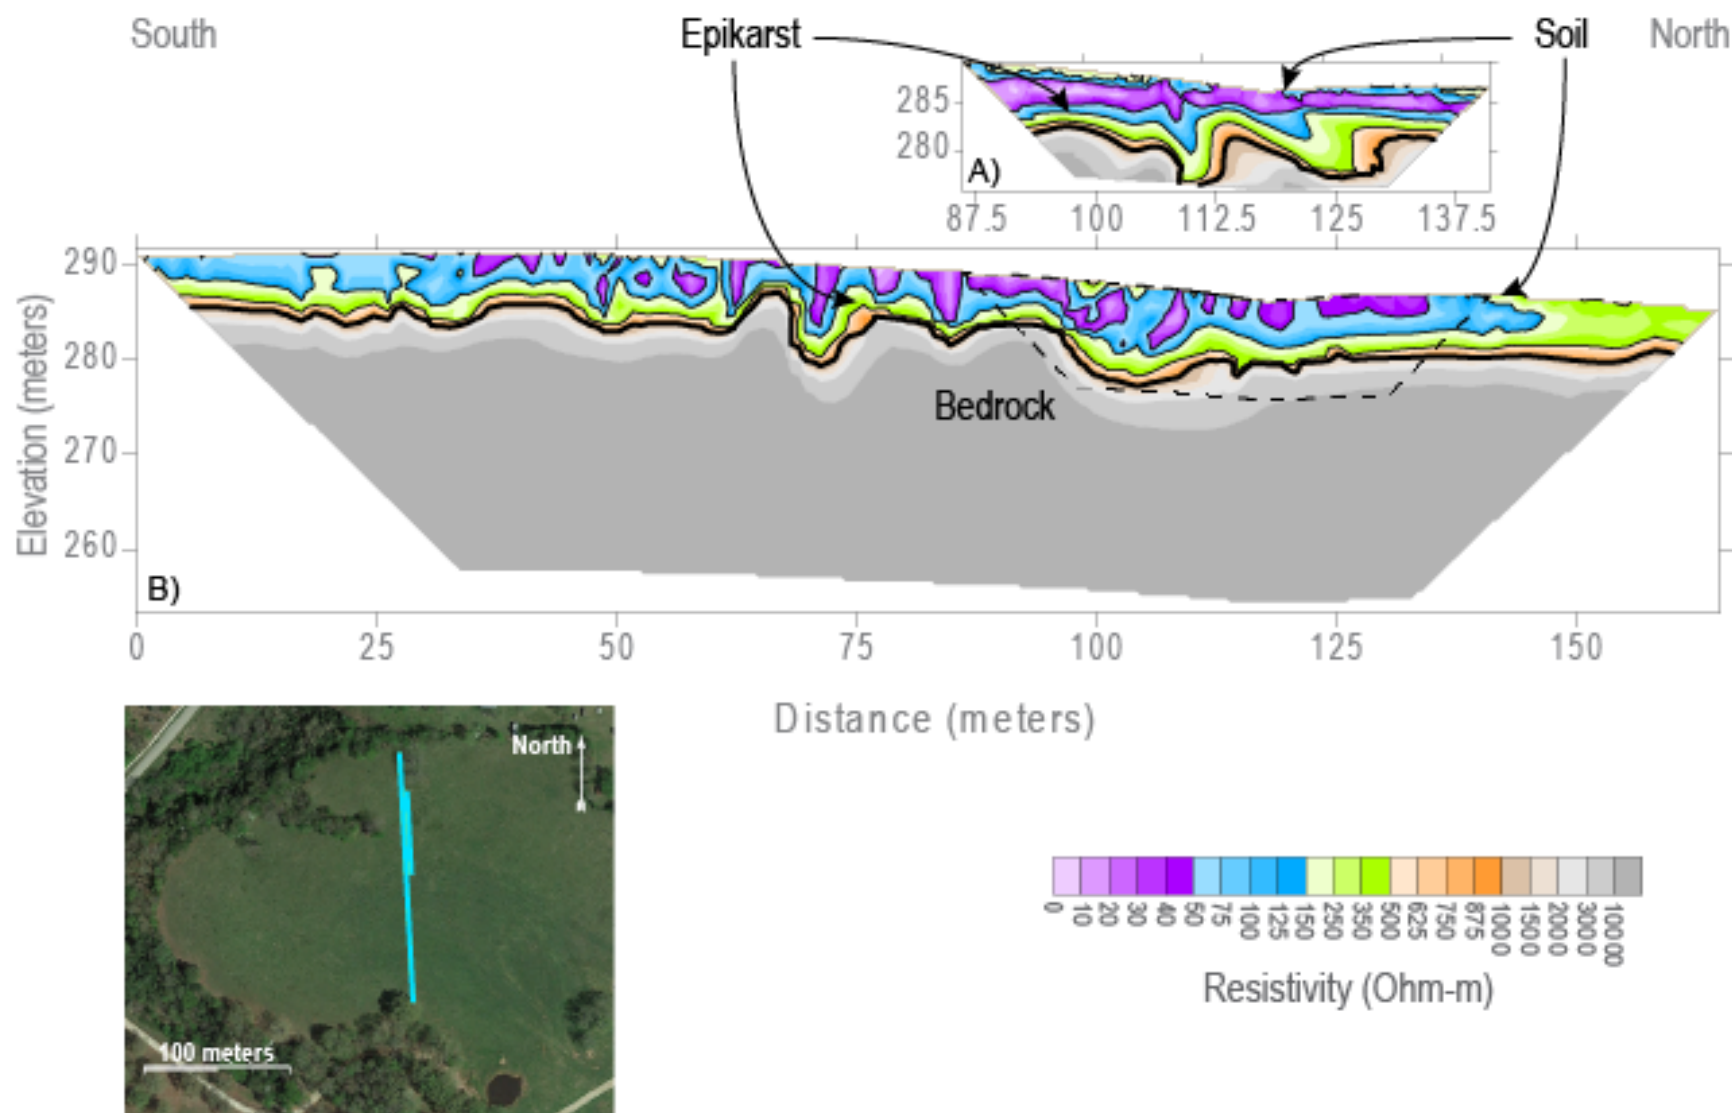 South Epikarst Soil North
285
280
A)
87.5 100 112.5 125 137.5
290
280
270
260
Elevation (meters)
Bedrock
B)
0 25 50 75 100 125 150
Distance (meters)
North
100 meters
0 10 20 30 40 50 75 100 125 150 250 350 500 625 750 875 1000 1500 2000 3000 10000
Resistivity (Ohm-m)